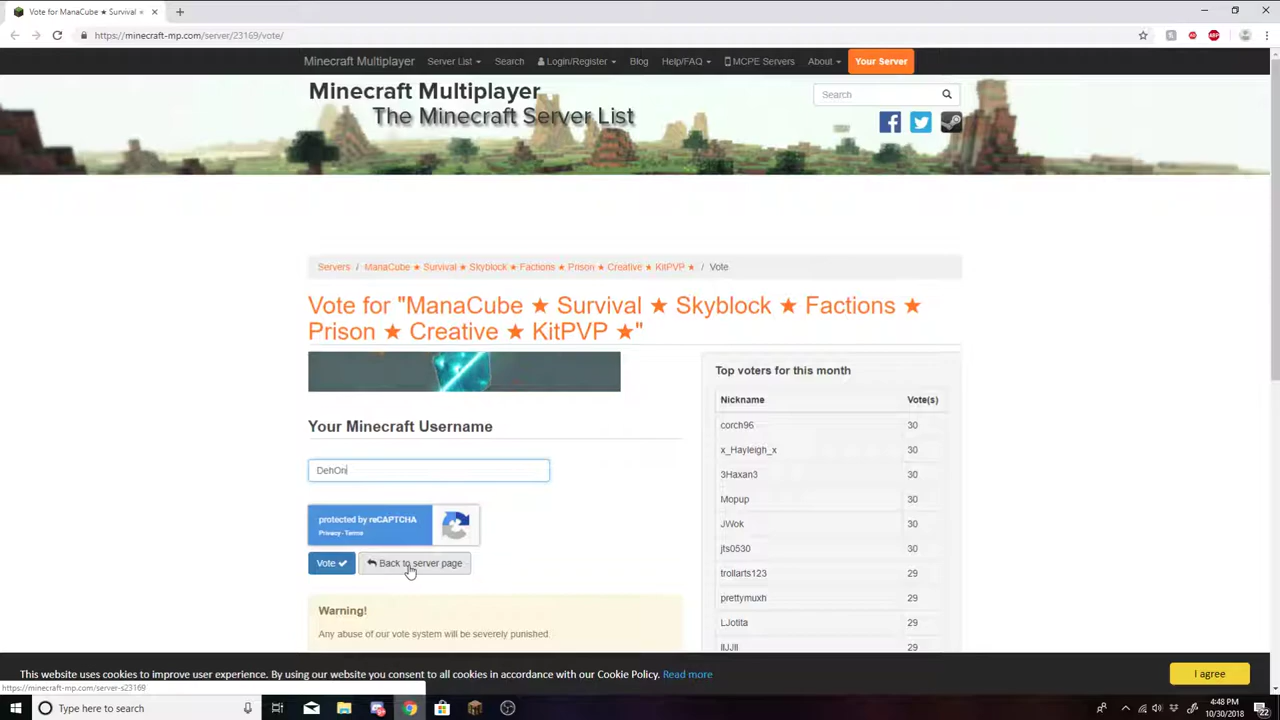 Vote for ManaCube ★ Survival ★
https://minecraft-mp.com/server/23169/vote/
Minecraft Multiplayer
Server List
Search
Login/Register
Blog
Help/FAQ
MCPE Servers
About
Your Server
Minecraft Multiplayer
The Minecraft Server List
Search
Servers / ManaCube ★ Survival ★ Skyblock ★ Factions ★ Prison ★ Creative ★ KitPVP ★ / Vote
Vote for "ManaCube ★ Survival ★ Skyblock ★ Factions ★
Prison ★ Creative ★ KitPVP ★"
Your Minecraft Username
DehOni
protected by reCAPTCHA
Privacy - Terms
Vote
Back to server page
Warning!
Any abuse of our vote system will be severely punished.
Top voters for this month
Nickname Vote(s)
corch96 30
x_Hayleigh_x 30
3Haxan3 30
Mopup 30
JWok 30
jts0530 30
trollarts123 29
prettymuxh 29
LJotita 29
29
This website uses cookies to improve user experience. By using our website you consent to all cookies in accordance with our Cookie Policy. Read more
I agree
https://minecraft-mp.com/server-s23169
Type here to search
4:48 PM
10/30/2018
22